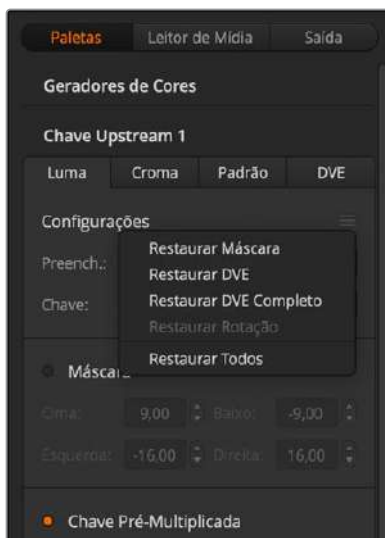 Paletas Leitor de Mídia Saída
Geradores de Cores
Chave Upstream 1
Luma Croma Padrão DVE
Configurações
Restaurar Máscara
Preench.:
Restaurar DVE
Chave:
Restaurar DVE Completo
Restaurar Rotação
Restaurar Todos
Cima: 9,00 Baixo: -9,00
Esquerda: -16,00 Direita: 16,00
Chave Pré-Multiplicada